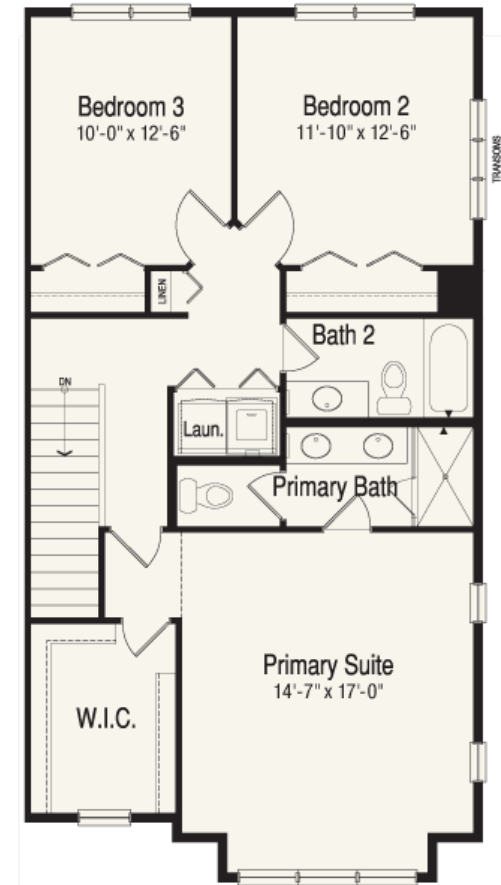 Bedroom 3
10'-0" x 12'-6"
Bedroom 2
11'-10" x 12'-6"
TRANSOMS
LINEN
Bath 2
DN
Laun.
Primary Bath
Primary Suite
14'-7" x 17'-0"
W.I.C.